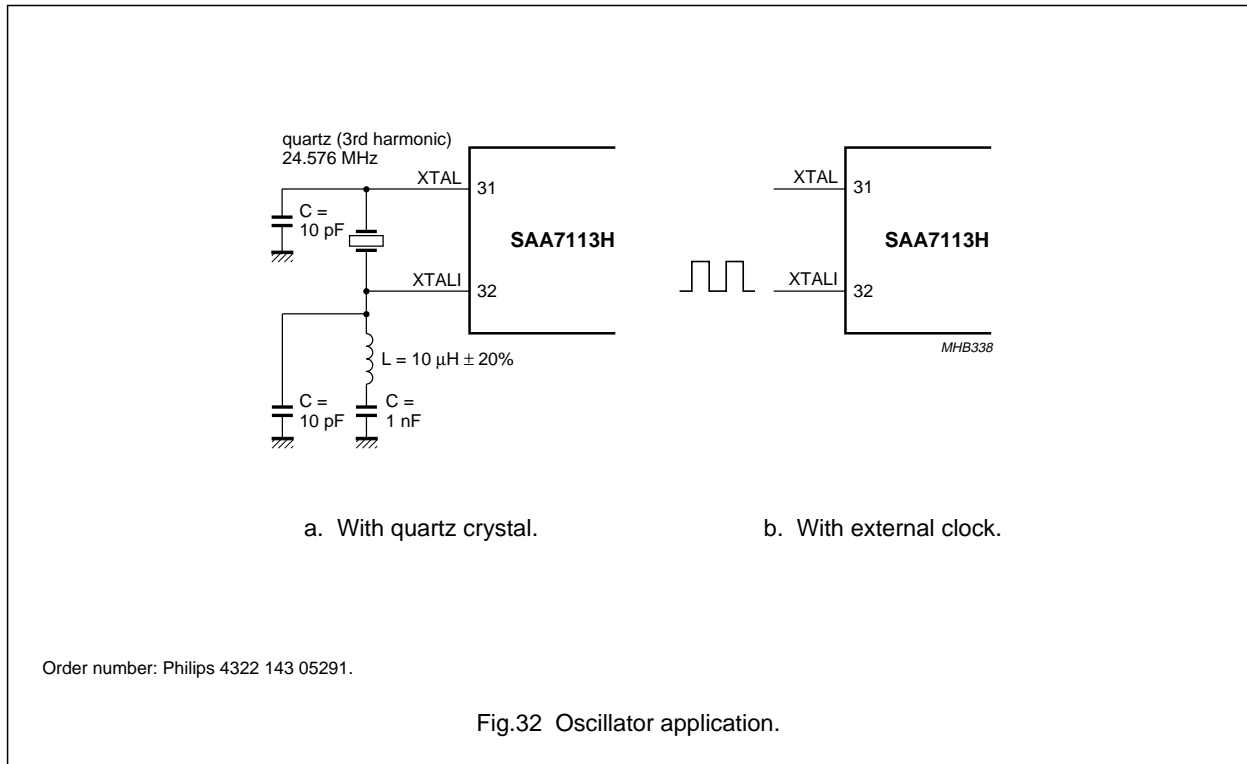 quartz (3rd harmonic)
24.576 MHz
XTAL
31
C =
10 pF
SAA7113H
XTALI
32
L = 10 μH ± 20%
C =
10 pF
C =
1 nF
XTAL
31
SAA7113H
XTALI
32
MHB338
a. With quartz crystal.
b. With external clock.
Order number: Philips 4322 143 05291.
Fig.32 Oscillator application.